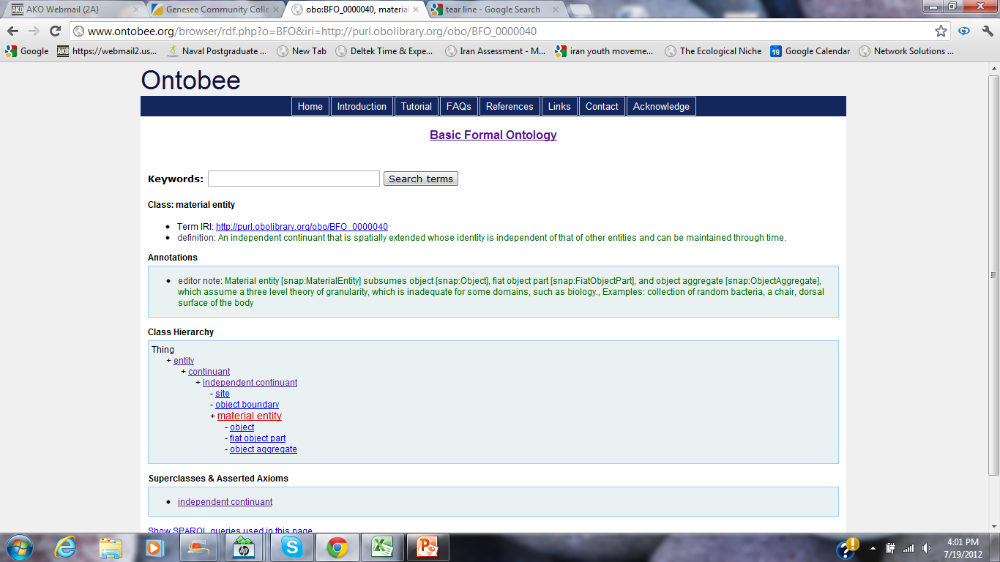 AKO AKO Webmail (2A)
Genesee Community Colle
obo:BFO_0000040, material
tear line - Google Search
www.ontobee.org/browser/rdf.php?o=BFO&iri=http://purl.obolibrary.org/obo/BFO_0000040
Google
AKO https://webmail2.us...
Naval Postgraduate ...
New Tab
Deltek Time & Expe...
Iran Assessment - M...
iran youth moveme...
The Ecological Niche
19 Google Calendar
Network Solutions ...
Ontobee
Home Introduction Tutorial FAQs References Links Contact Acknowledge
Basic Formal Ontology
Keywords: Search terms
Class: material entity
• Term IRI: http://purl.obolibrary.org/obo/BFO_0000040
• definition: An independent continuant that is spatially extended whose identity is independent of that of other entities and can be maintained through time.
Annotations
• editor note: Material entity [snap:MaterialEntity] subsumes object [snap:Object], fiat object part [snap:FiatObjectPart], and object aggregate [snap:ObjectAggregate],
which assume a three level theory of granularity, which is inadequate for some domains, such as biology., Examples: collection of random bacteria, a chair, dorsal
surface of the body
Class Hierarchy
Thing
+ entity
+ continuant
+ independent continuant
- site
- object boundary
+ material entity
- object
- fiat object part
- object aggregate
Superclasses & Asserted Axioms
• independent continuant
Show SPARQL queries used in this page
4:01 PM
7/19/2012